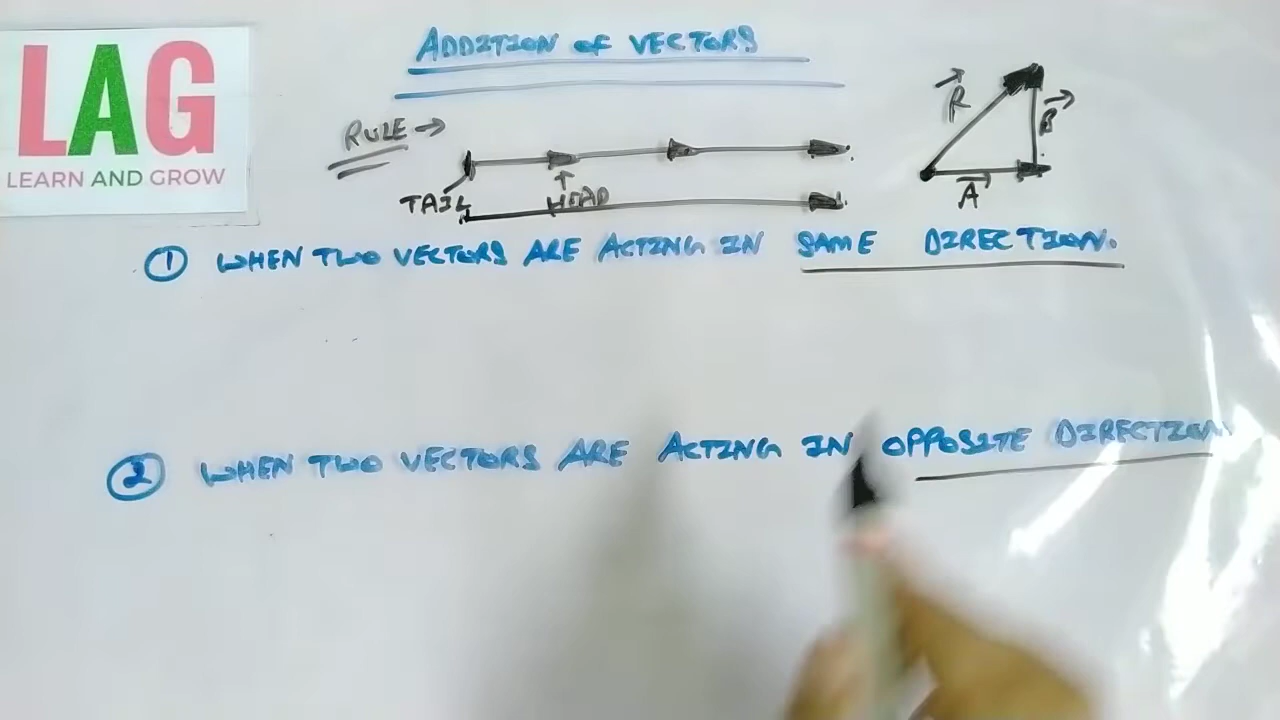 LAG
LEARN AND GROW
ADDITION OF VECTORS
RULE →
TAIL
HEAD
R
B
A
① WHEN TWO VECTORS ARE ACTING IN SAME DIRECTION.
② WHEN TWO VECTORS ARE ACTING IN OPPOSITE DIRECTION